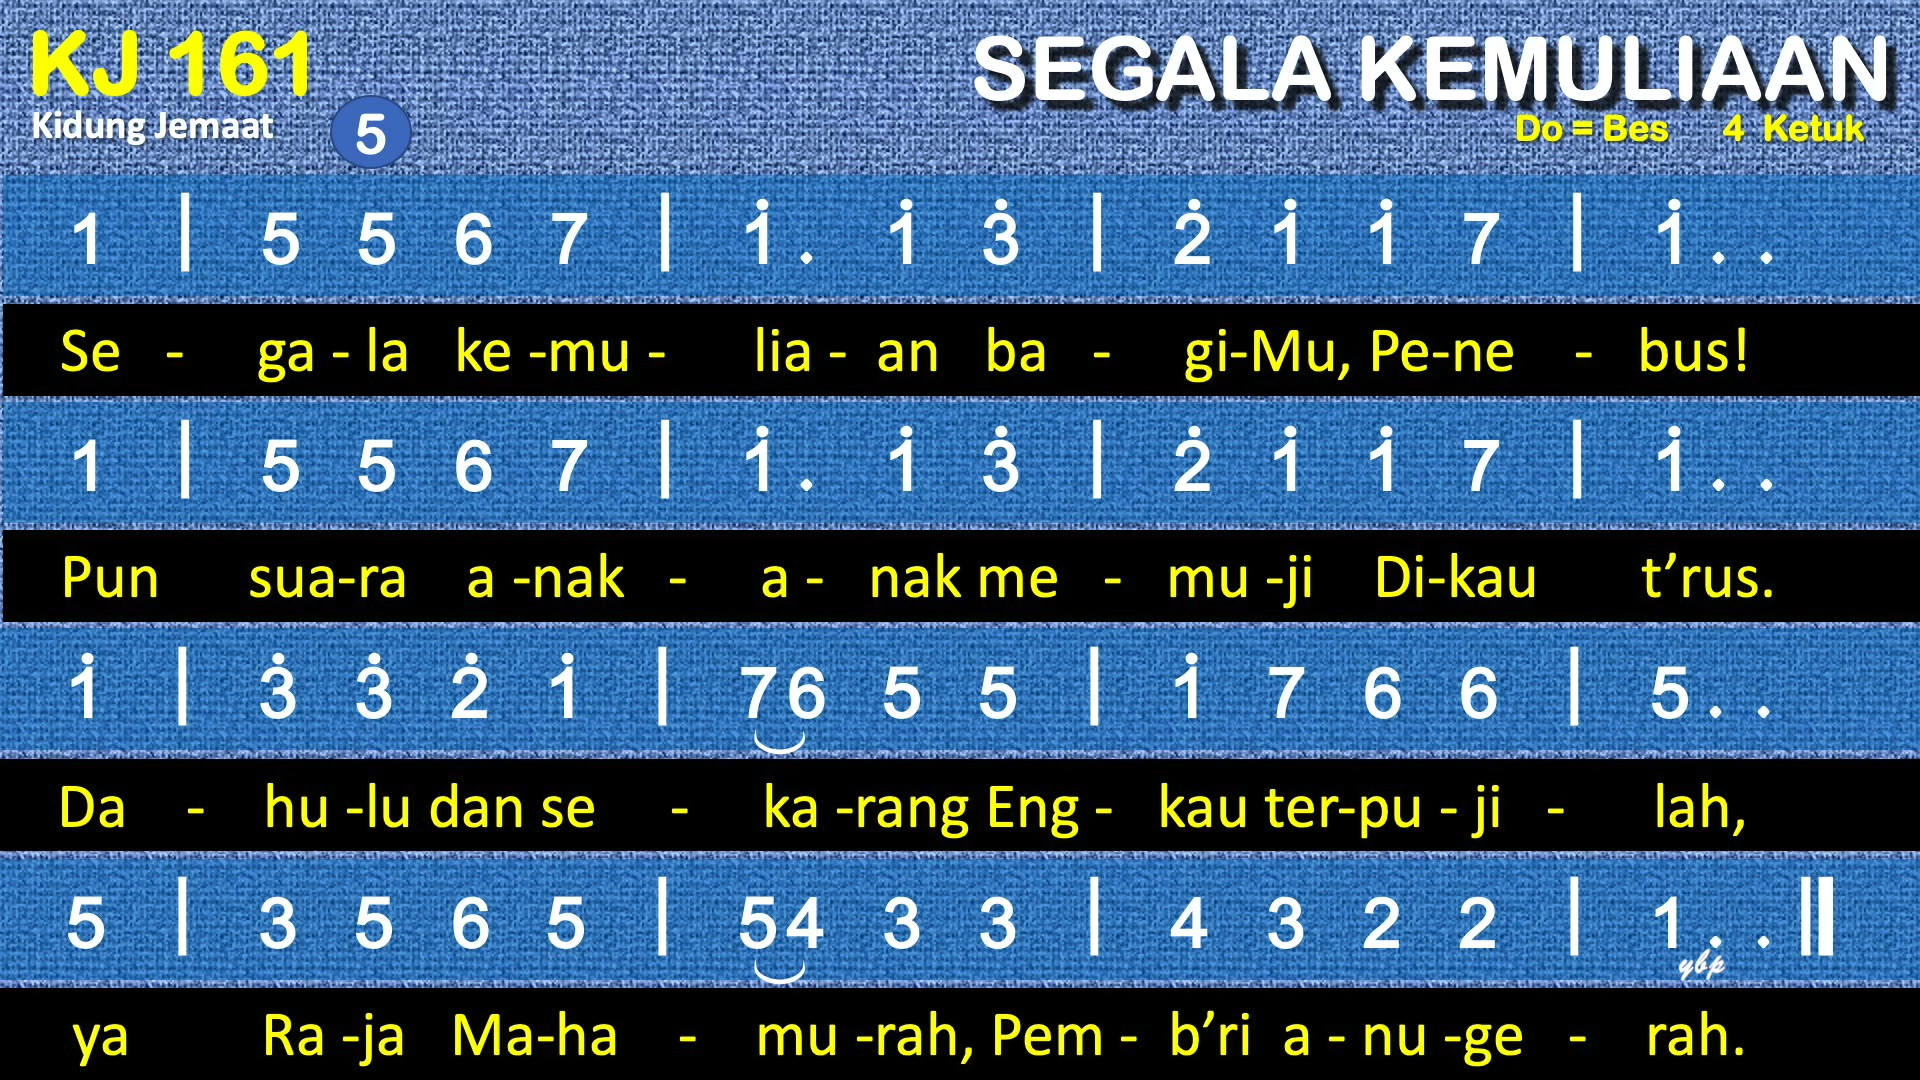 KJ 161
SEGALA KEMULIAAN
Kidung Jemaat
5
Do = Bes 4 Ketuk
1 | 5 5 6 7 | 1̇ . 1̇ 3̇ | 2̇ 1̇ 1̇ 7 | 1̇ . .
Se - ga - la ke -mu - lia - an ba - gi-Mu, Pe-ne - bus!
1 | 5 5 6 7 | 1̇ . 1̇ 3̇ | 2̇ 1̇ 1̇ 7 | 1̇ . .
Pun sua-ra a -nak - a - nak me - mu -ji Di-kau t’rus.
1̇ | 3̇ 3̇ 2̇ 1̇ | 76 5 5 | 1̇ 7 6 6 | 5 . .
Da - hu -lu dan se - ka -rang Eng - kau ter-pu - ji - lah,
5 | 3 5 6 5 | 54 3 3 | 4 3 2 2 | 1 . . ||
ybp
ya Ra -ja Ma-ha - mu -rah, Pem - b’ri a - nu -ge - rah.